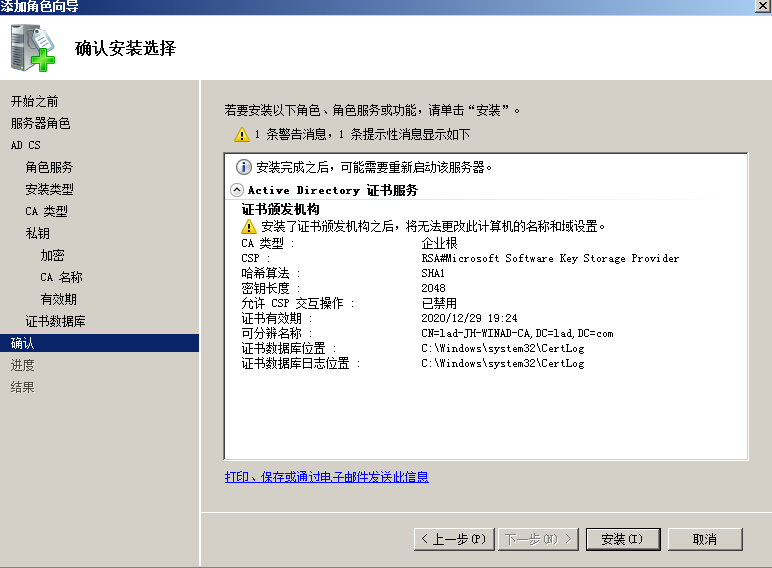 添加角色向导
确认安装选择
开始之前
服务器角色
AD CS
角色服务
安装类型
CA 类型
私钥
加密
CA 名称
有效期
证书数据库
确认
进度
结果
若要安装以下角色、角色服务或功能，请单击“安装”。
1 条警告消息，1 条提示性消息显示如下
安装完成之后，可能需要重新启动该服务器。
Active Directory 证书服务
证书颁发机构
安装了证书颁发机构之后，将无法更改此计算机的名称和域设置。
CA 类型 : 企业根
CSP : RSA#Microsoft Software Key Storage Provider
哈希算法 : SHA1
密钥长度 : 2048
允许 CSP 交互操作 : 已禁用
证书有效期 : 2020/12/29 19:24
可分辨名称 : CN=lad-JH-WINAD-CA,DC=lad,DC=com
证书数据库位置 : C:\Windows\system32\CertLog
证书数据库日志位置 : C:\Windows\system32\CertLog
打印、保存或通过电子邮件发送此信息
< 上一步(P) 下一步(N) > 安装(I) 取消